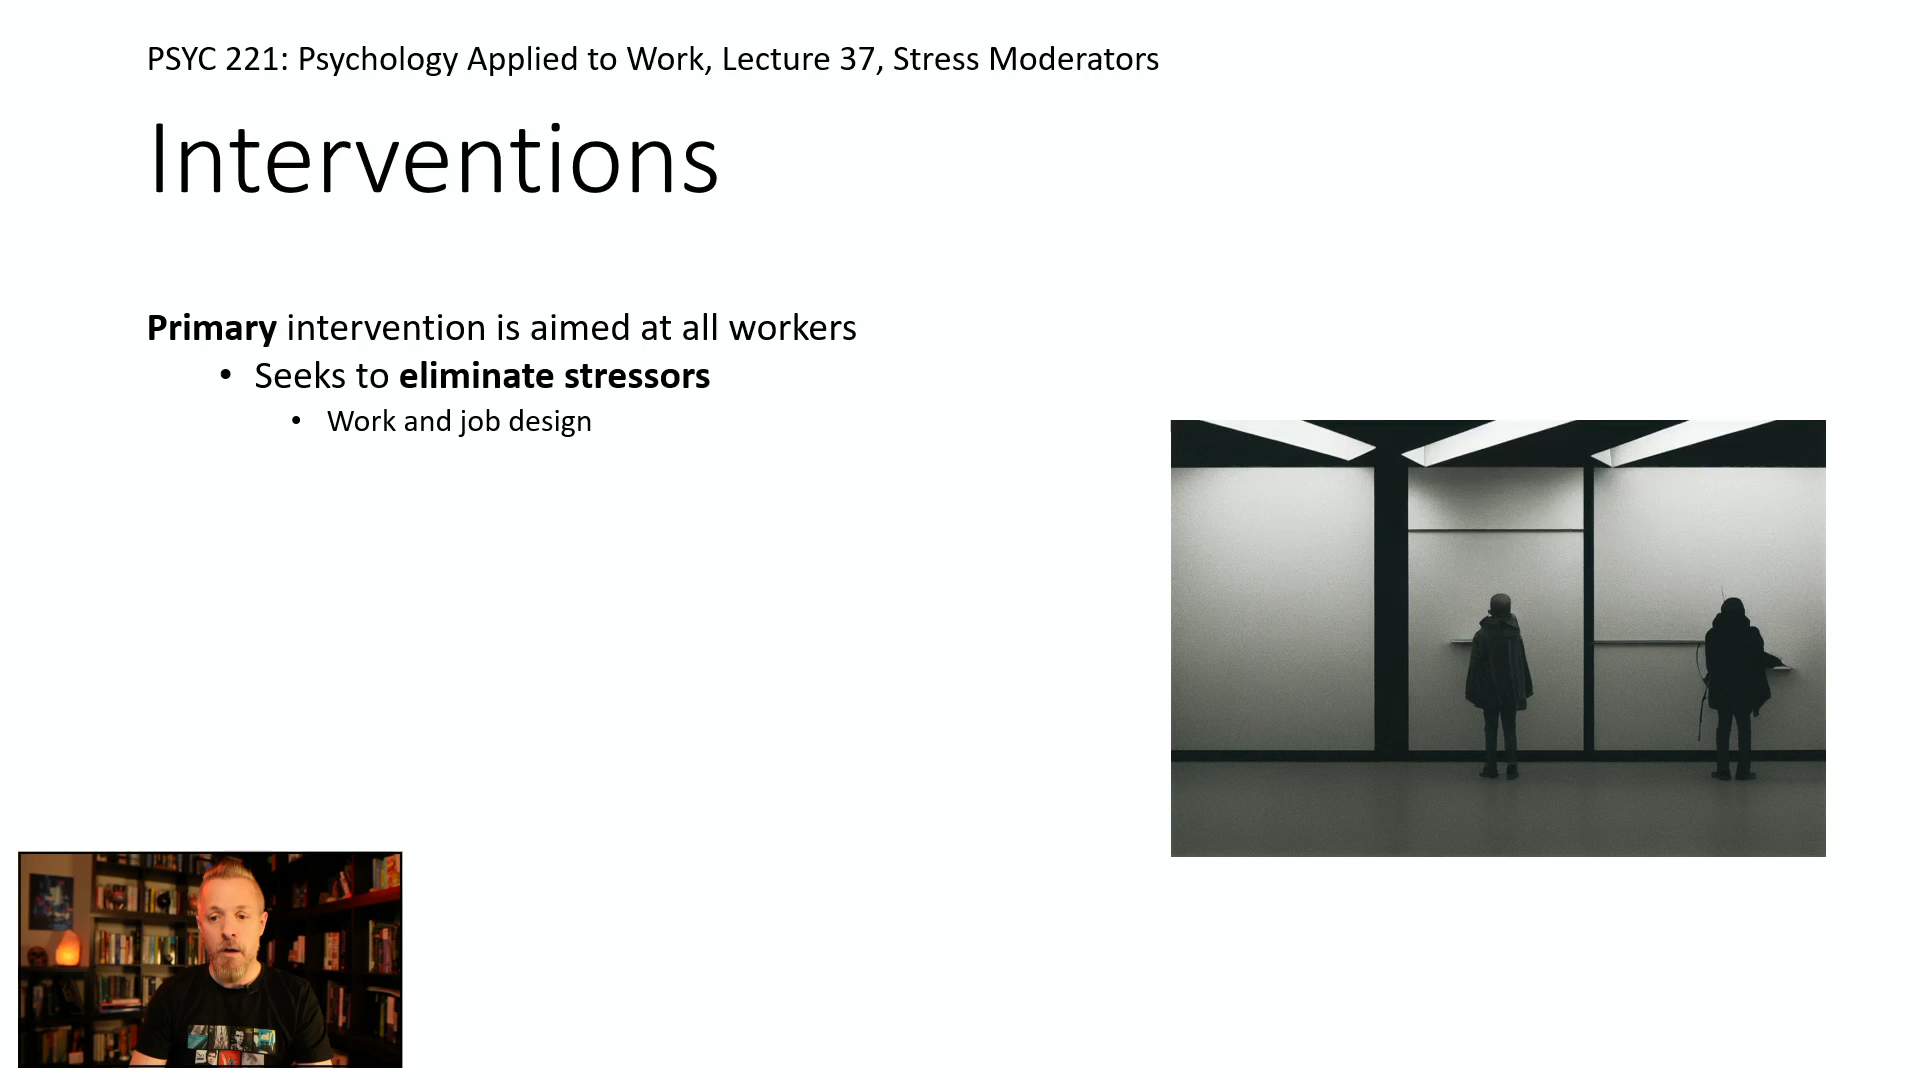 PSYC 221: Psychology Applied to Work, Lecture 37, Stress Moderators
Interventions
Primary intervention is aimed at all workers
• Seeks to eliminate stressors
• Work and job design